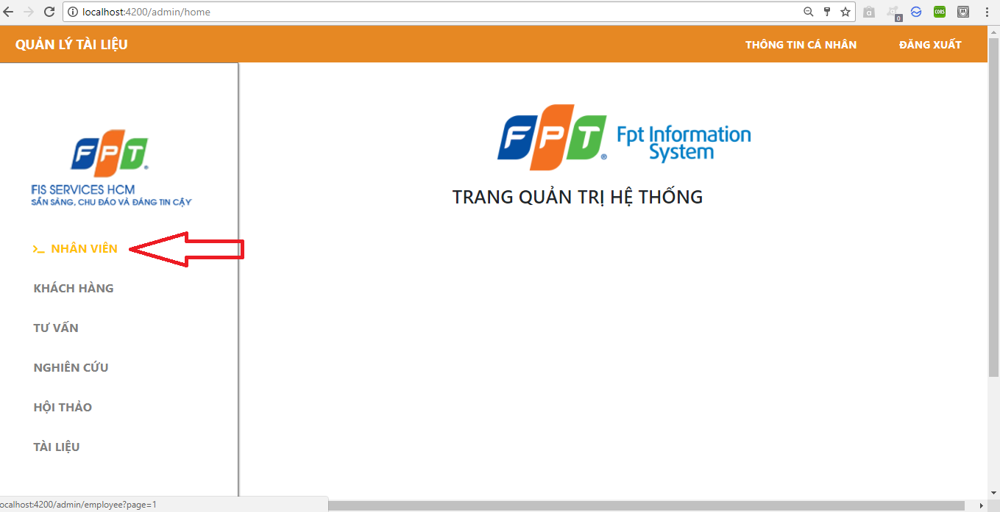 localhost:4200/admin/home
QUẢN LÝ TÀI LIỆU
THÔNG TIN CÁ NHÂN
ĐĂNG XUẤT
FPT
FIS SERVICES HCM
SẴN SÀNG, CHU ĐÁO VÀ ĐÁNG TIN CẬY
>_ NHÂN VIÊN
KHÁCH HÀNG
TƯ VẤN
NGHIÊN CỨU
HỘI THẢO
TÀI LIỆU
FPT®
Fpt Information
System
TRANG QUẢN TRỊ HỆ THỐNG
ocalhost:4200/admin/employee?page=1
CORS
0